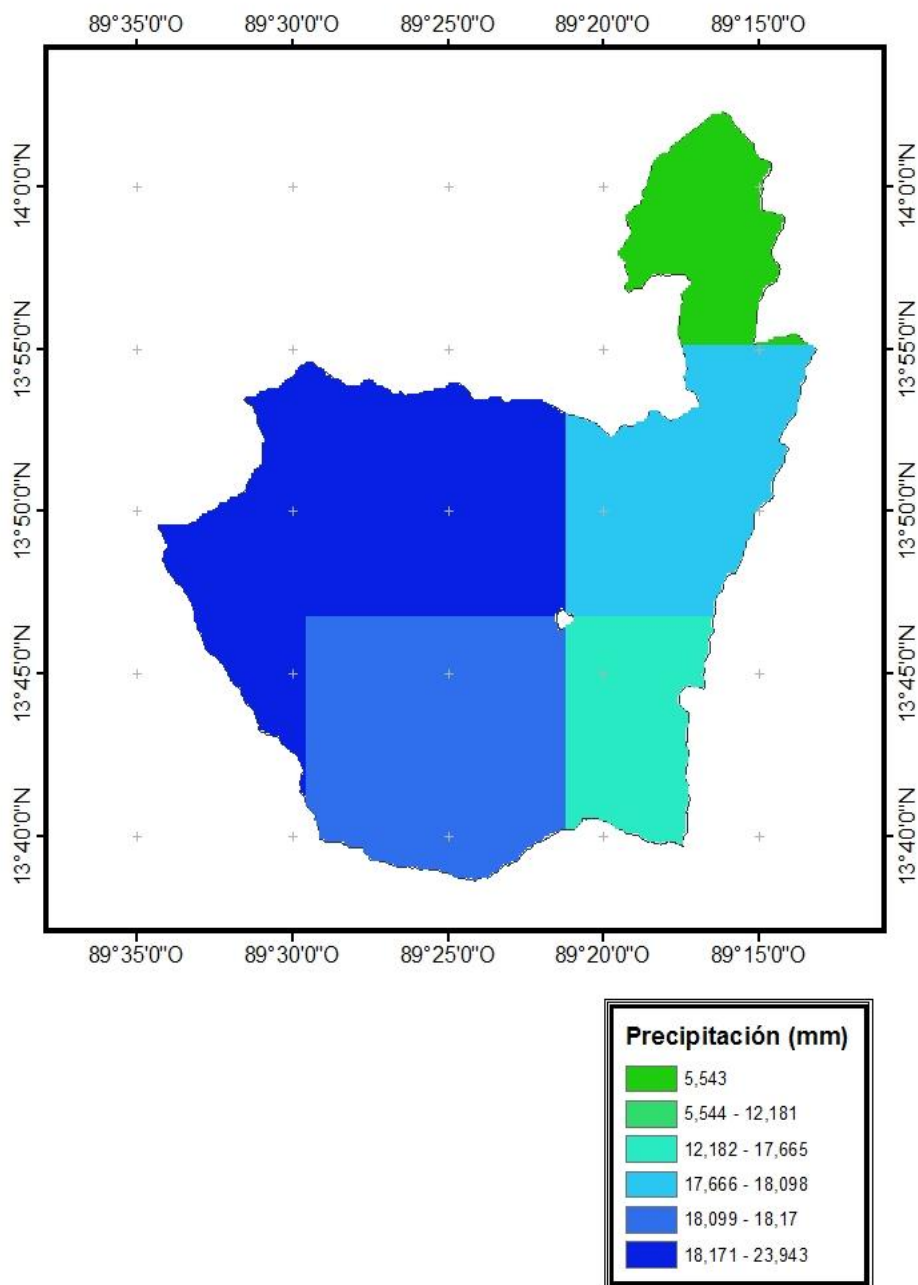 89°35'0"O 89°30'0"O 89°25'0"O 89°20'0"O 89°15'0"O
14°0'0"N 14°0'0"N
13°55'0"N 13°55'0"N
13°50'0"N 13°50'0"N
13°45'0"N 13°45'0"N
13°40'0"N 13°40'0"N
89°35'0"O 89°30'0"O 89°25'0"O 89°20'0"O 89°15'0"O
Precipitación (mm)
5,543
5,544 - 12,181
12,182 - 17,665
17,666 - 18,098
18,099 - 18,17
18,171 - 23,943